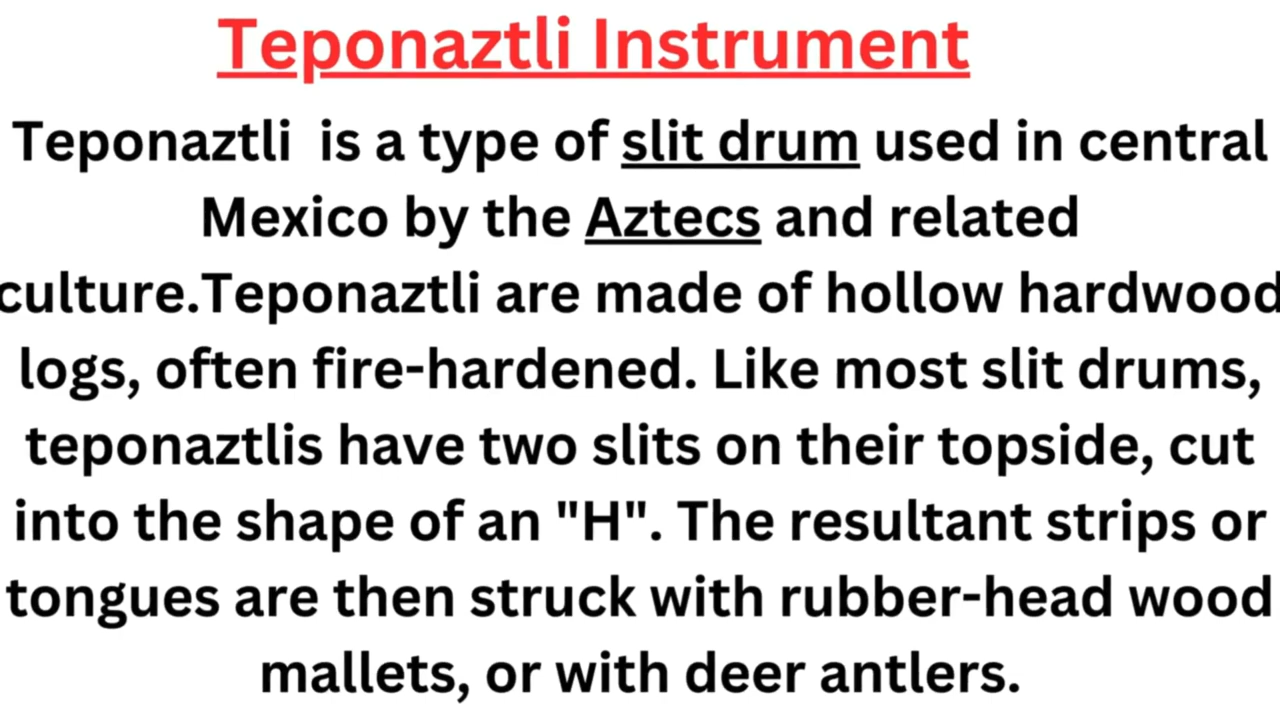 Teponaztli Instrument
Teponaztli is a type of slit drum used in central
Mexico by the Aztecs and related
culture.Teponaztli are made of hollow hardwood
logs, often fire-hardened. Like most slit drums,
teponaztlis have two slits on their topside, cut
into the shape of an "H". The resultant strips or
tongues are then struck with rubber-head wood
mallets, or with deer antlers.